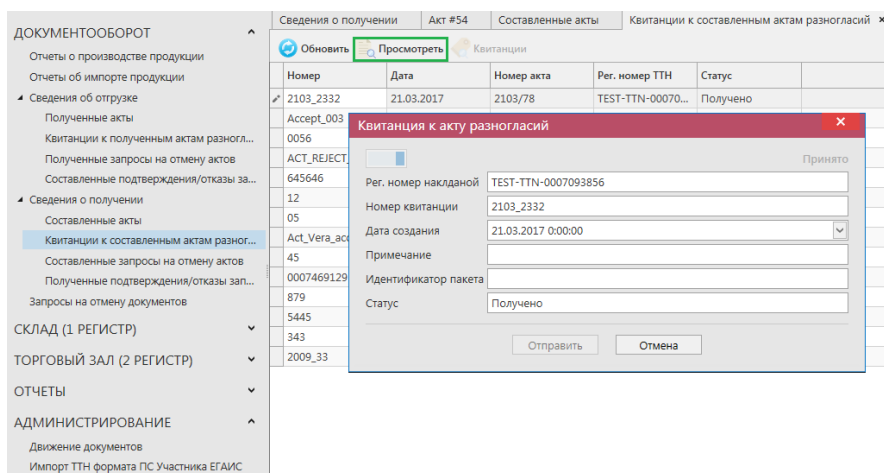 ДОКУМЕНТООБОРОТ
Отчеты о производстве продукции
Отчеты об импорте продукции
Сведения об отгрузке
Полученные акты
Квитанции к полученным актам разногл...
Полученные запросы на отмену актов
Составленные подтверждения/отказы за...
Сведения о получении
Составленные акты
Квитанции к составленным актам разног...
Составленные запросы на отмену актов
Полученные подтверждения/отказы зап...
Запросы на отмену документов
СКЛАД (1 РЕГИСТР)
ТОРГОВЫЙ ЗАЛ (2 РЕГИСТР)
ОТЧЕТЫ
АДМИНИСТРИРОВАНИЕ
Движение документов
Импорт ТТН формата ПС Участника ЕГАИС
Сведения о получении Акт #54 Составленные акты Квитанции к составленным актам разногласий ×
Обновить Просмотреть Квитанции
Номер Дата Номер акта Рег. номер ТТН Статус
2103_2332 21.03.2017 2103/78 TEST-TTN-00070... Получено
Accept_003
0056
ACT_REJECT_
645646
12
05
Act_Vera_acc
45
0007469129
879
5445
343
2009_33
Квитанция к акту разногласий
Принято
Рег. номер накладной TEST-TTN-0007093856
Номер квитанции 2103_2332
Дата создания 21.03.2017 0:00:00
Примечание
Идентификатор пакета
Статус Получено
Отправить Отмена